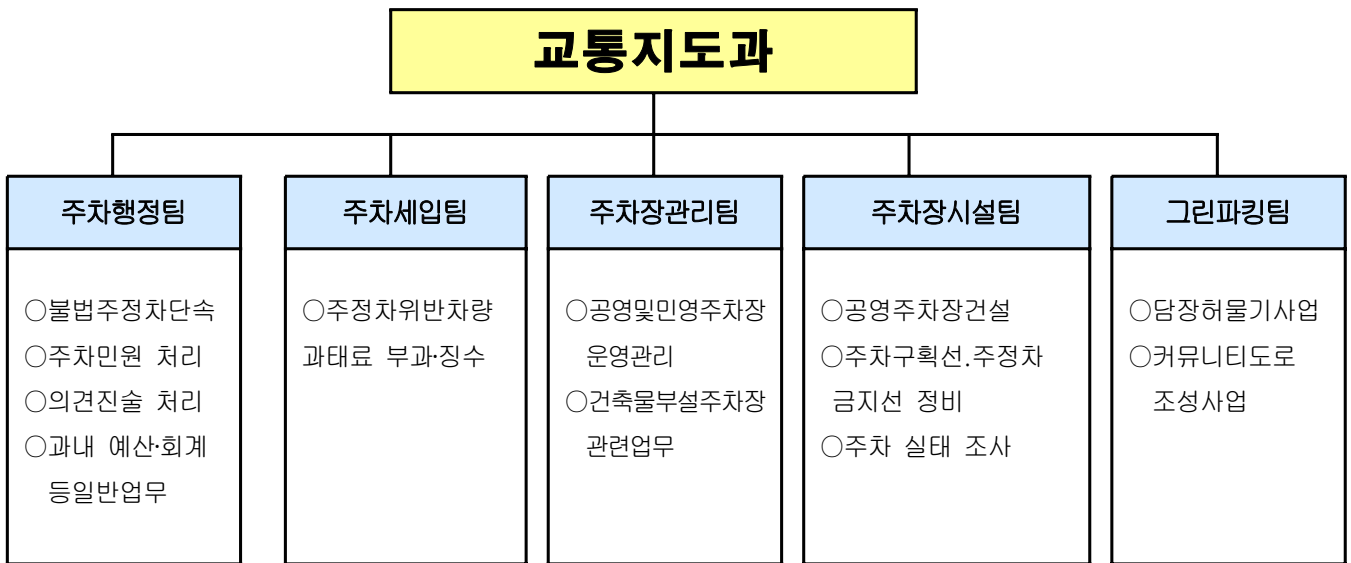 교통지도과
주차행정팀
○불법주정차단속
○주차민원 처리
○의견진술 처리
○과내 예산·회계
등일반업무
주차세입팀
○주정차위반차량
과태료 부과·징수
주차장관리팀
○공영및민영주차장
운영관리
○건축물부설주차장
관련업무
주차장시설팀
○공영주차장건설
○주차구획선.주정차
금지선 정비
○주차 실태 조사
그린파킹팀
○담장허물기사업
○커뮤니티도로
조성사업